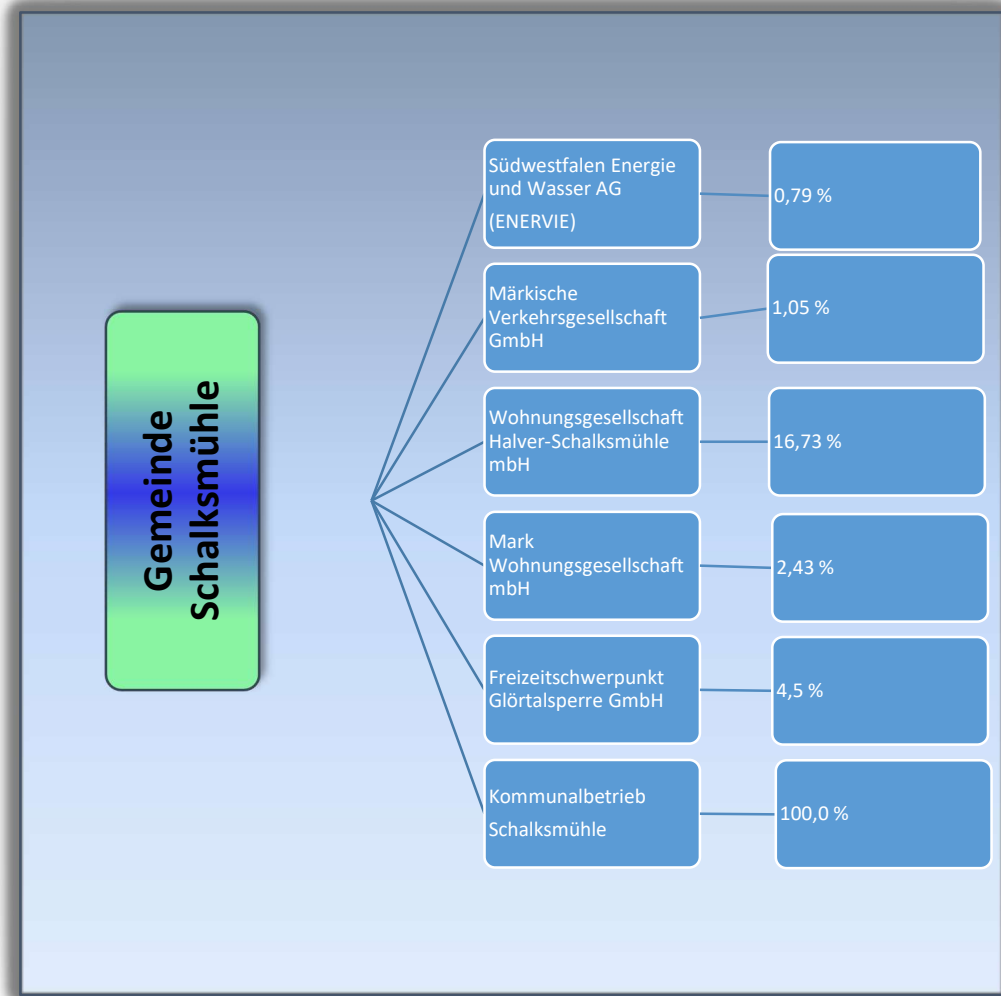 Gemeinde
Schalksmühle
Südwestfalen Energie
und Wasser AG
(ENERVIE)
0,79 %
Märkische
Verkehrsgesellschaft
GmbH
1,05 %
Wohnungsgesellschaft
Halver-Schalksmühle
mbH
16,73 %
Mark
Wohnungsgesellschaft
mbH
2,43 %
Freizeitschwerpunkt
Glörtalsperre GmbH
4,5 %
Kommunalbetrieb
Schalksmühle
100,0 %